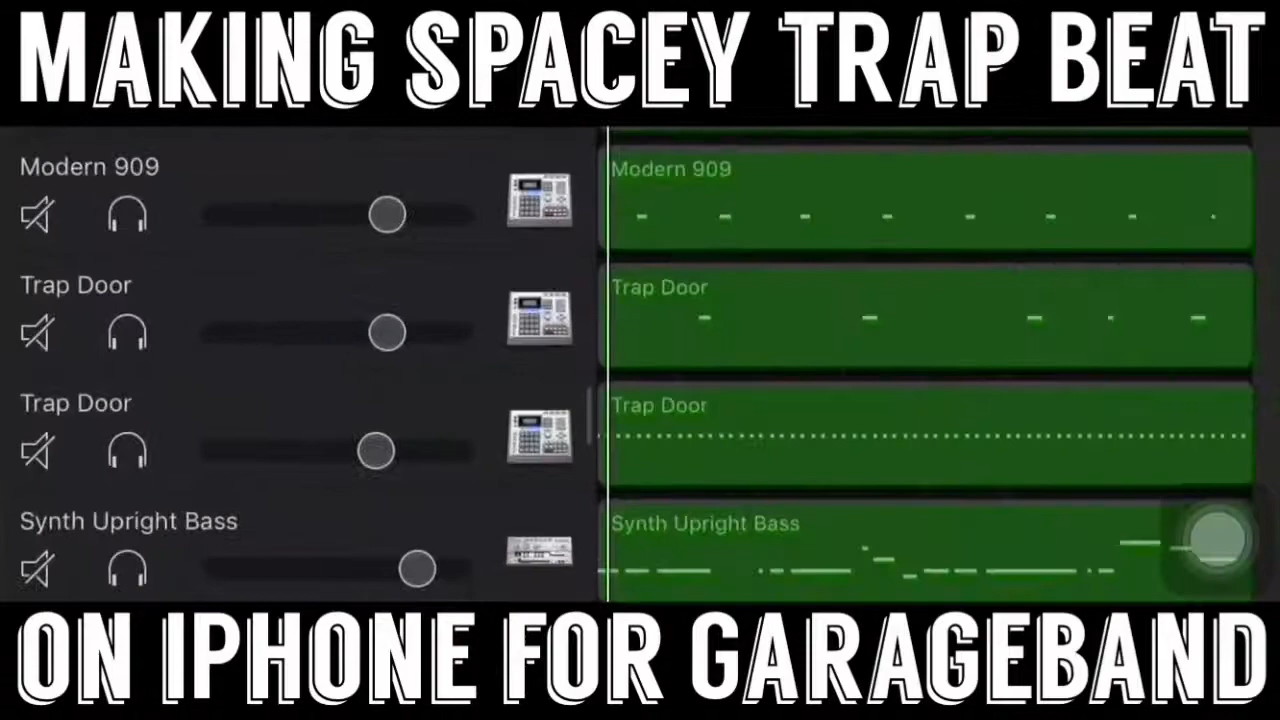 MAKING SPACEY TRAP BEAT
Modern 909
Modern 909
Trap Door
Trap Door
Trap Door
Trap Door
Synth Upright Bass
Synth Upright Bass
ON IPHONE FOR GARAGEBAND